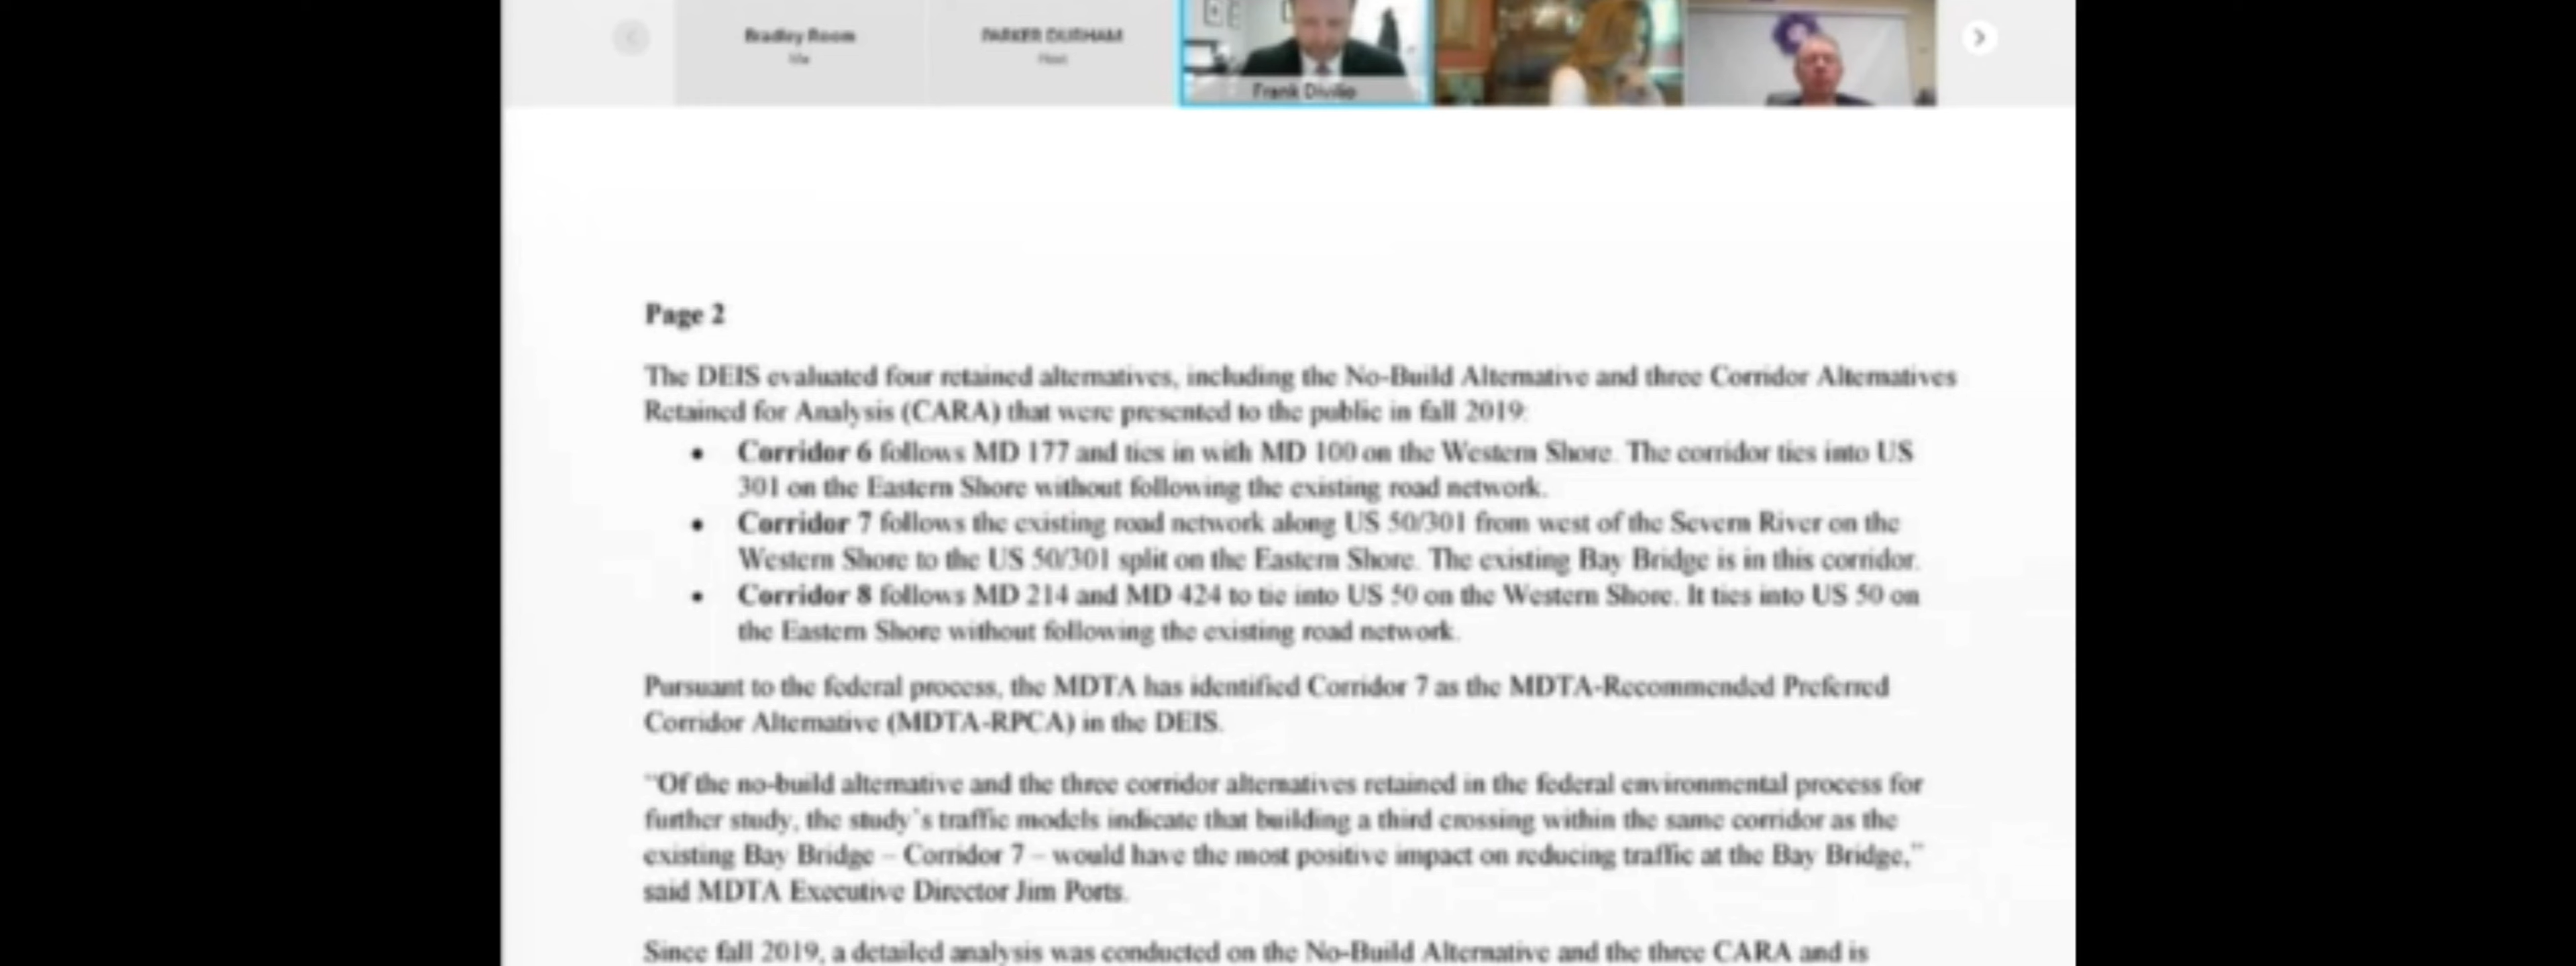 Bradley Room
Me
PARKER DURHAM
Host
Frank Divilio
Page 2
The DEIS evaluated four retained alternatives, including the No-Build Alternative and three Corridor Alternatives
Retained for Analysis (CARA) that were presented to the public in fall 2019:
• Corridor 6 follows MD 177 and ties in with MD 100 on the Western Shore. The corridor ties into US
301 on the Eastern Shore without following the existing road network.
• Corridor 7 follows the existing road network along US 50/301 from west of the Severn River on the
Western Shore to the US 50/301 split on the Eastern Shore. The existing Bay Bridge is in this corridor.
• Corridor 8 follows MD 214 and MD 424 to tie into US 50 on the Western Shore. It ties into US 50 on
the Eastern Shore without following the existing road network.
Pursuant to the federal process, the MDTA has identified Corridor 7 as the MDTA-Recommended Preferred
Corridor Alternative (MDTA-RPCA) in the DEIS.
“Of the no-build alternative and the three corridor alternatives retained in the federal environmental process for
further study, the study’s traffic models indicate that building a third crossing within the same corridor as the
existing Bay Bridge – Corridor 7 – would have the most positive impact on reducing traffic at the Bay Bridge,”
said MDTA Executive Director Jim Ports.
Since fall 2019, a detailed analysis was conducted on the No-Build Alternative and the three CARA and is